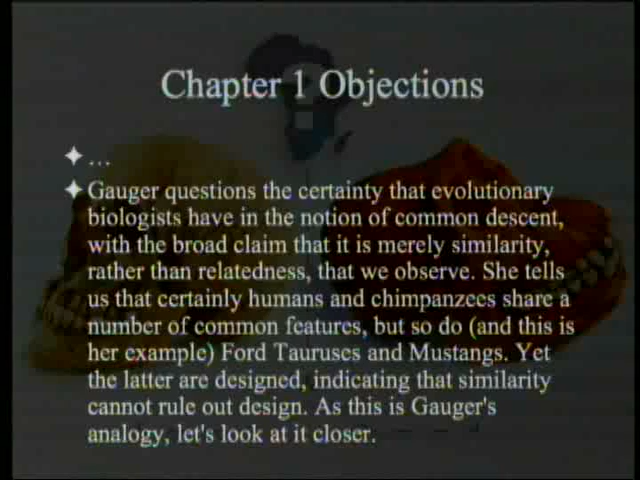 Chapter 1 Objections
...
Gauger questions the certainty that evolutionary
biologists have in the notion of common descent,
with the broad claim that it is merely similarity,
rather than relatedness, that we observe. She tells
us that certainly humans and chimpanzees share a
number of common features, but so do (and this is
her example) Ford Tauruses and Mustangs. Yet
the latter are designed, indicating that similarity
cannot rule out design. As this is Gauger's
analogy, let's look at it closer.